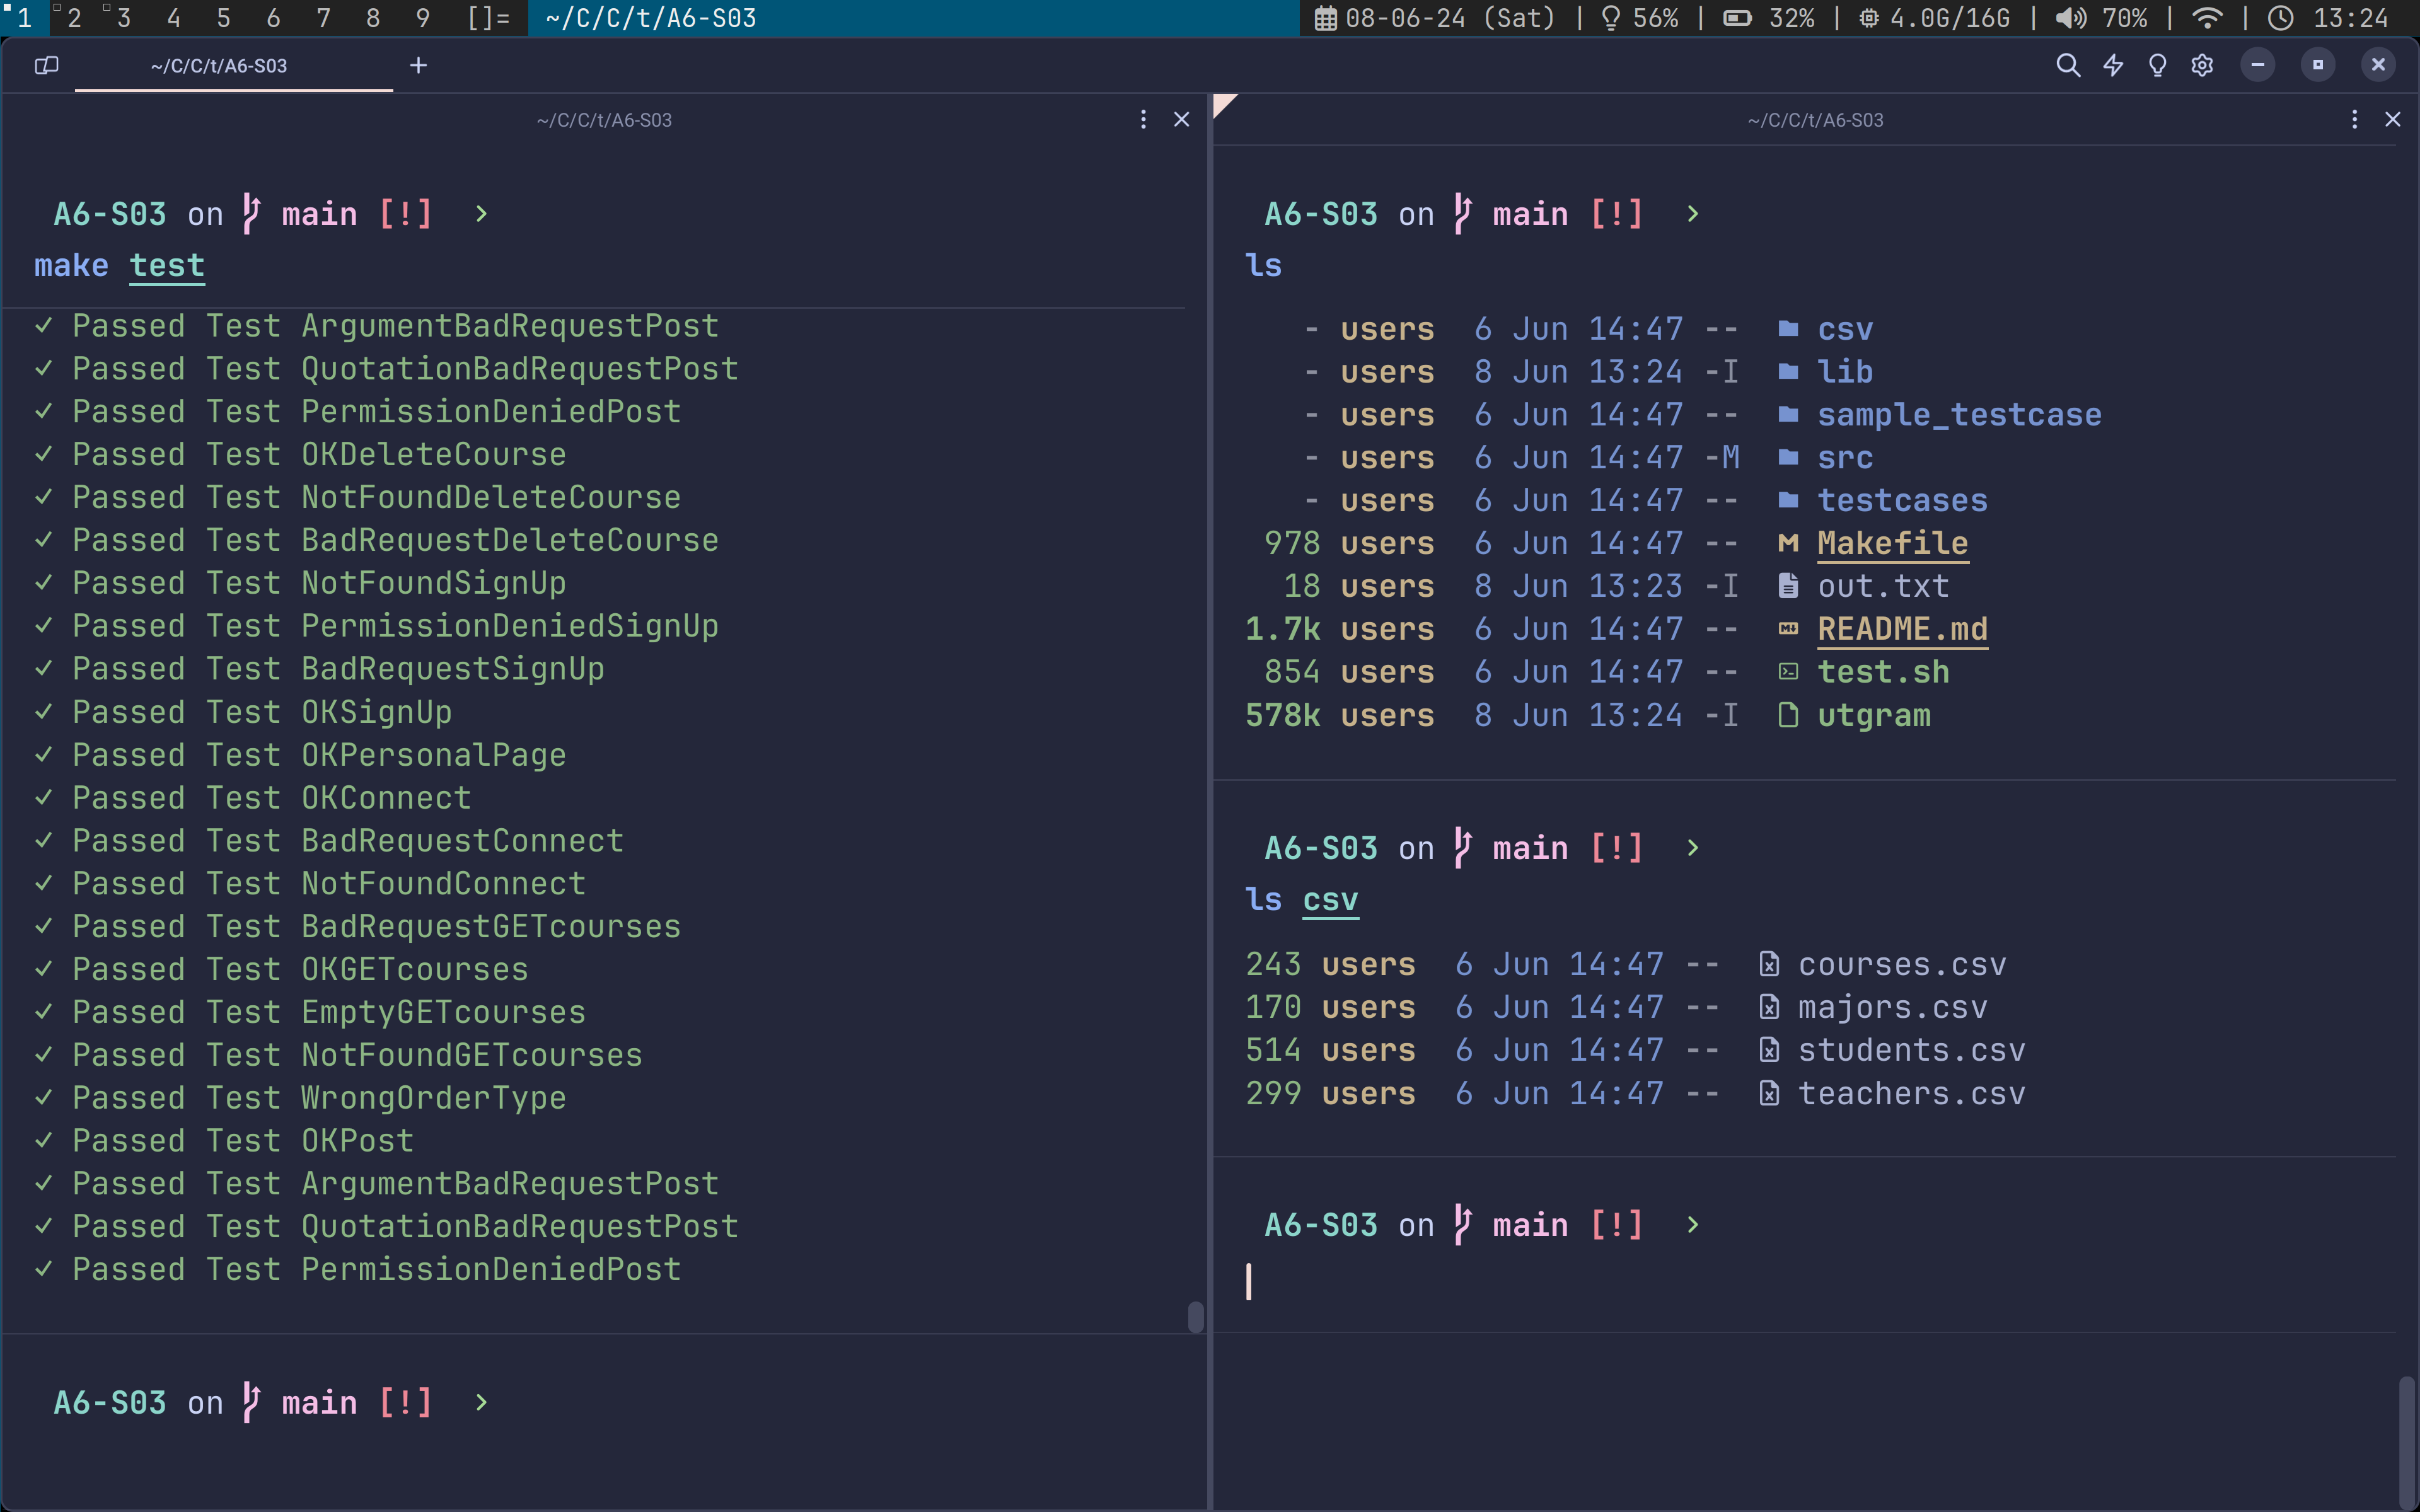 1 2 3 4 5 6 7 8 9 []= ~/C/C/t/A6-S03 08-06-24 (Sat) | 56% | 32% | 4.0G/16G | 70% | | 13:24
~/C/C/t/A6-S03 +
~/C/C/t/A6-S03
A6-S03 on main [!] >
make test
✓ Passed Test ArgumentBadRequestPost
✓ Passed Test QuotationBadRequestPost
✓ Passed Test PermissionDeniedPost
✓ Passed Test OKDeleteCourse
✓ Passed Test NotFoundDeleteCourse
✓ Passed Test BadRequestDeleteCourse
✓ Passed Test NotFoundSignUp
✓ Passed Test PermissionDeniedSignUp
✓ Passed Test BadRequestSignUp
✓ Passed Test OKSignUp
✓ Passed Test OKPersonalPage
✓ Passed Test OKConnect
✓ Passed Test BadRequestConnect
✓ Passed Test NotFoundConnect
✓ Passed Test BadRequestGETcourses
✓ Passed Test OKGETcourses
✓ Passed Test EmptyGETcourses
✓ Passed Test NotFoundGETcourses
✓ Passed Test WrongOrderType
✓ Passed Test OKPost
✓ Passed Test ArgumentBadRequestPost
✓ Passed Test QuotationBadRequestPost
✓ Passed Test PermissionDeniedPost
A6-S03 on main [!] >
~/C/C/t/A6-S03
A6-S03 on main [!] >
ls
- users 6 Jun 14:47 -- csv
- users 8 Jun 13:24 -I lib
- users 6 Jun 14:47 -- sample_testcase
- users 6 Jun 14:47 -M src
- users 6 Jun 14:47 -- testcases
978 users 6 Jun 14:47 -- Makefile
18 users 8 Jun 13:23 -I out.txt
1.7k users 6 Jun 14:47 -- README.md
854 users 6 Jun 14:47 -- test.sh
578k users 8 Jun 13:24 -I utgram
A6-S03 on main [!] >
ls csv
243 users 6 Jun 14:47 -- courses.csv
170 users 6 Jun 14:47 -- majors.csv
514 users 6 Jun 14:47 -- students.csv
299 users 6 Jun 14:47 -- teachers.csv
A6-S03 on main [!] >